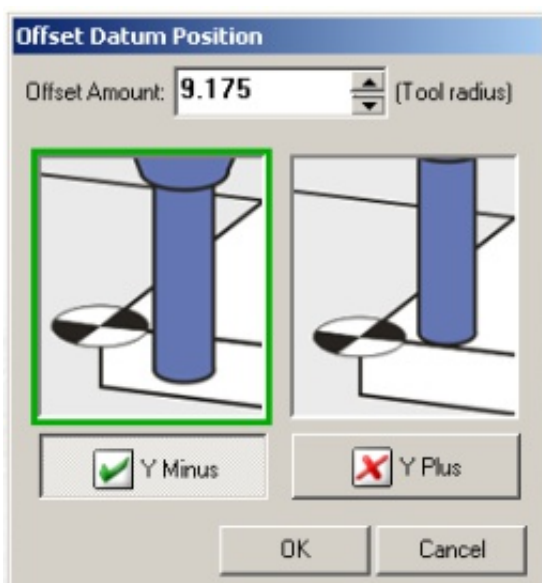 Offset Datum Position
Offset Amount: 9.175 (Tool radius)
Y Minus Y Plus
OK Cancel